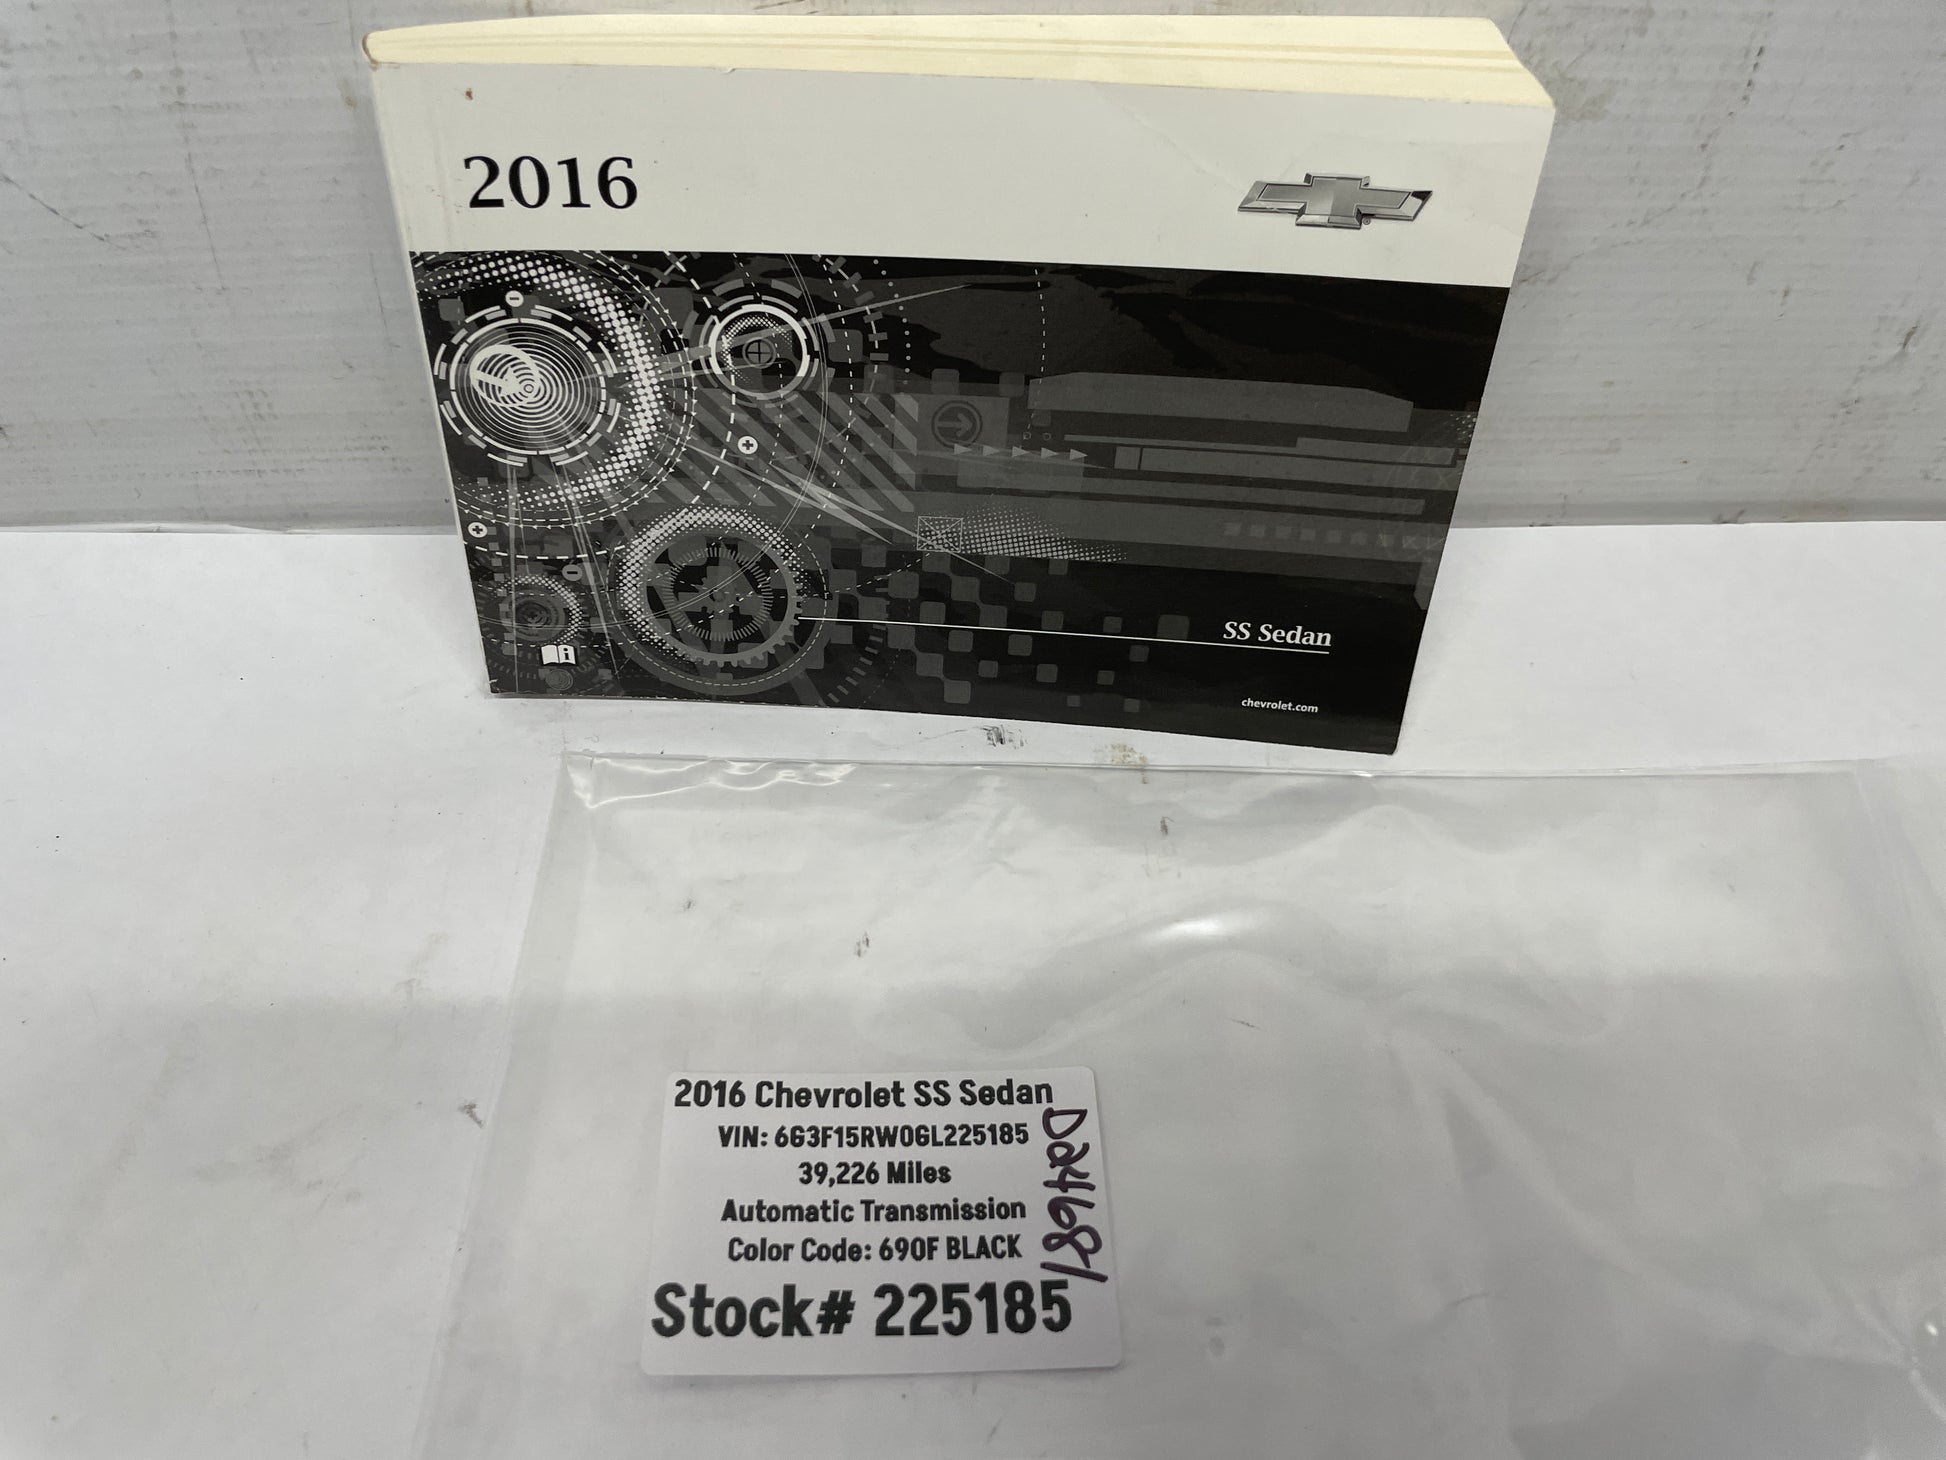 2016
SS Sedan
chevrolet.com
2016 Chevrolet SS Sedan
VIN: 6G3F15RW0GL225185
39,226 Miles
Automatic Transmission
Color Code: 690F BLACK
Stock# 225185